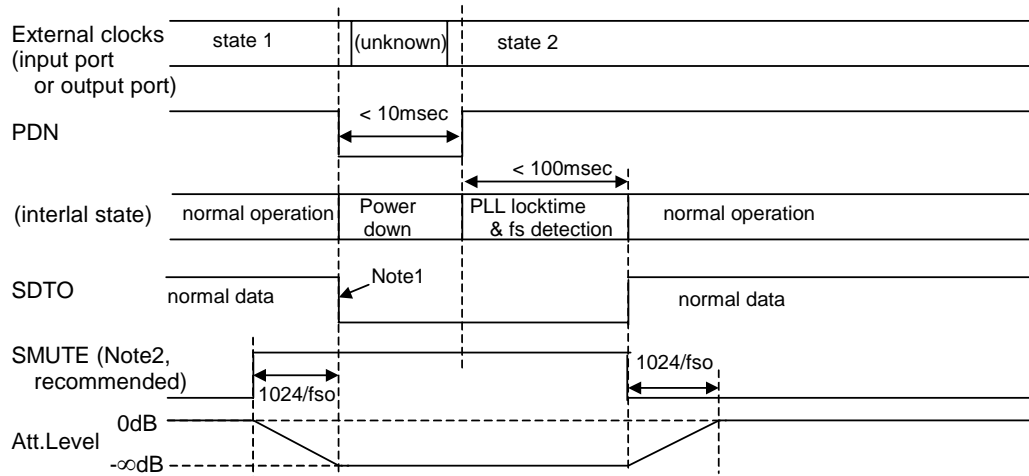 External clocks
(input port
or output port)
state 1
(unknown)
state 2
< 10msec
PDN
< 100msec
(interlal state)
normal operation
Power
down
PLL locktime
& fs detection
normal operation
SDTO
normal data
Note1
normal data
SMUTE (Note2,
recommended)
1024/fso
1024/fso
Att.Level
0dB
-∞dB